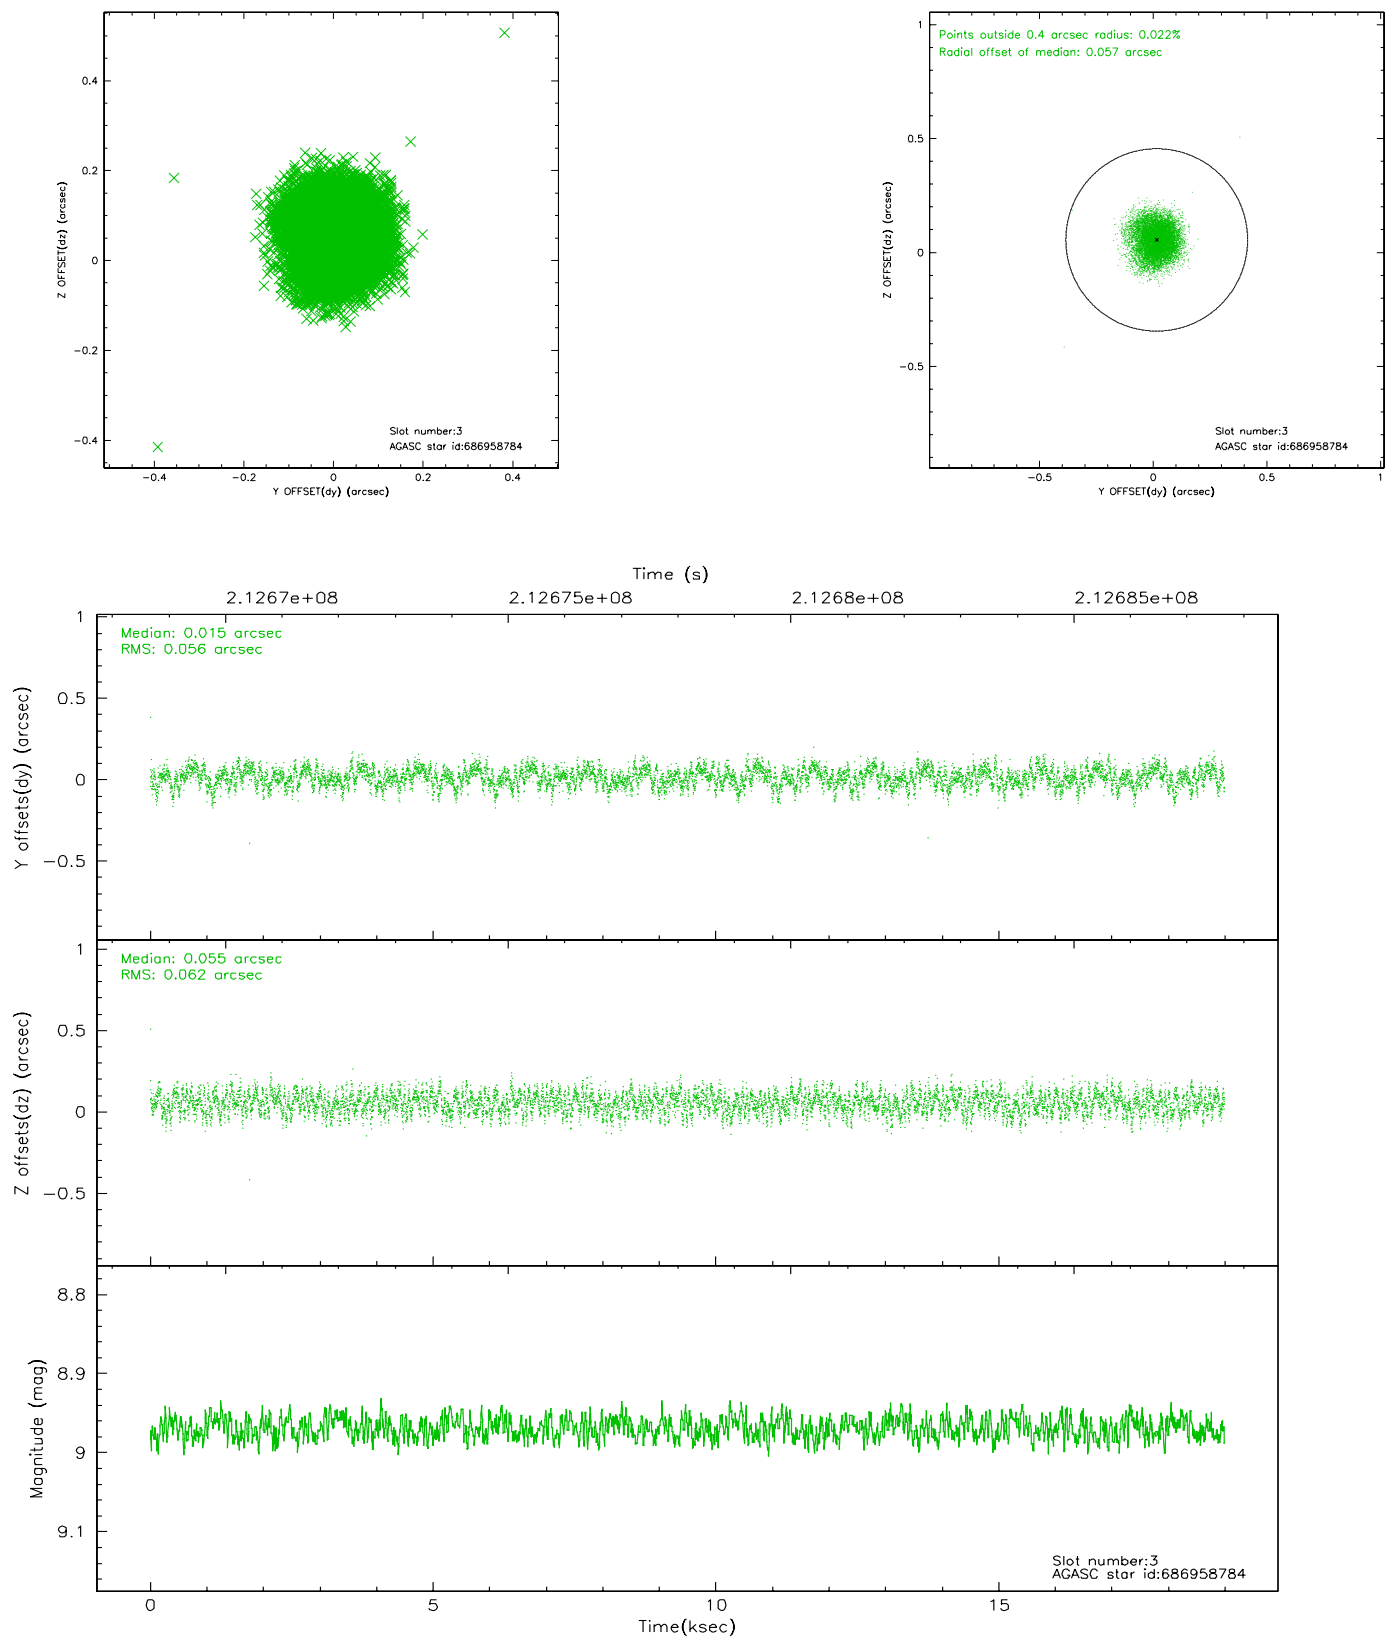 0.4
0.2
0
−0.2
−0.4
Z OFFSET(dz) (arcsec)
Slot number:3
AGASC star id:686958784
−0.4
−0.2
0
0.2
0.4
Y OFFSET(dy) (arcsec)
Points outside 0.4 arcsec radius: 0.022%
Radial offset of median: 0.057 arcsec
1
0.5
0
−0.5
Z OFFSET(dz) (arcsec)
Slot number:3
AGASC star id:686958784
−0.5
0
0.5
1
Y OFFSET(dy) (arcsec)
Time (s)
2.1267e+08
2.12675e+08
2.1268e+08
2.12685e+08
Median: 0.015 arcsec
RMS: 0.056 arcsec
1
0.5
0
−0.5
Y offsets(dy) (arcsec)
Median: 0.055 arcsec
RMS: 0.062 arcsec
1
0.5
0
−0.5
Z offsets(dz) (arcsec)
8.8
8.9
9
9.1
Magnitude (mag)
Slot number:3
AGASC star id:686958784
0
5
10
15
Time(ksec)